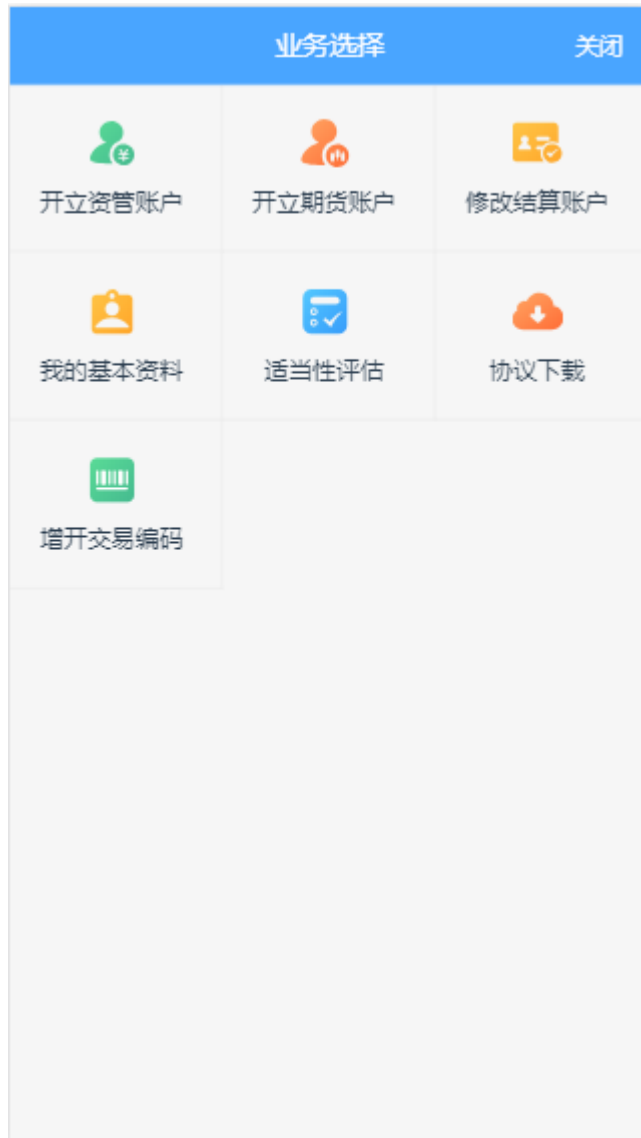 业务选择
关闭
开立资管账户
开立期货账户
修改结算账户
我的基本资料
适当性评估
协议下载
增开交易编码